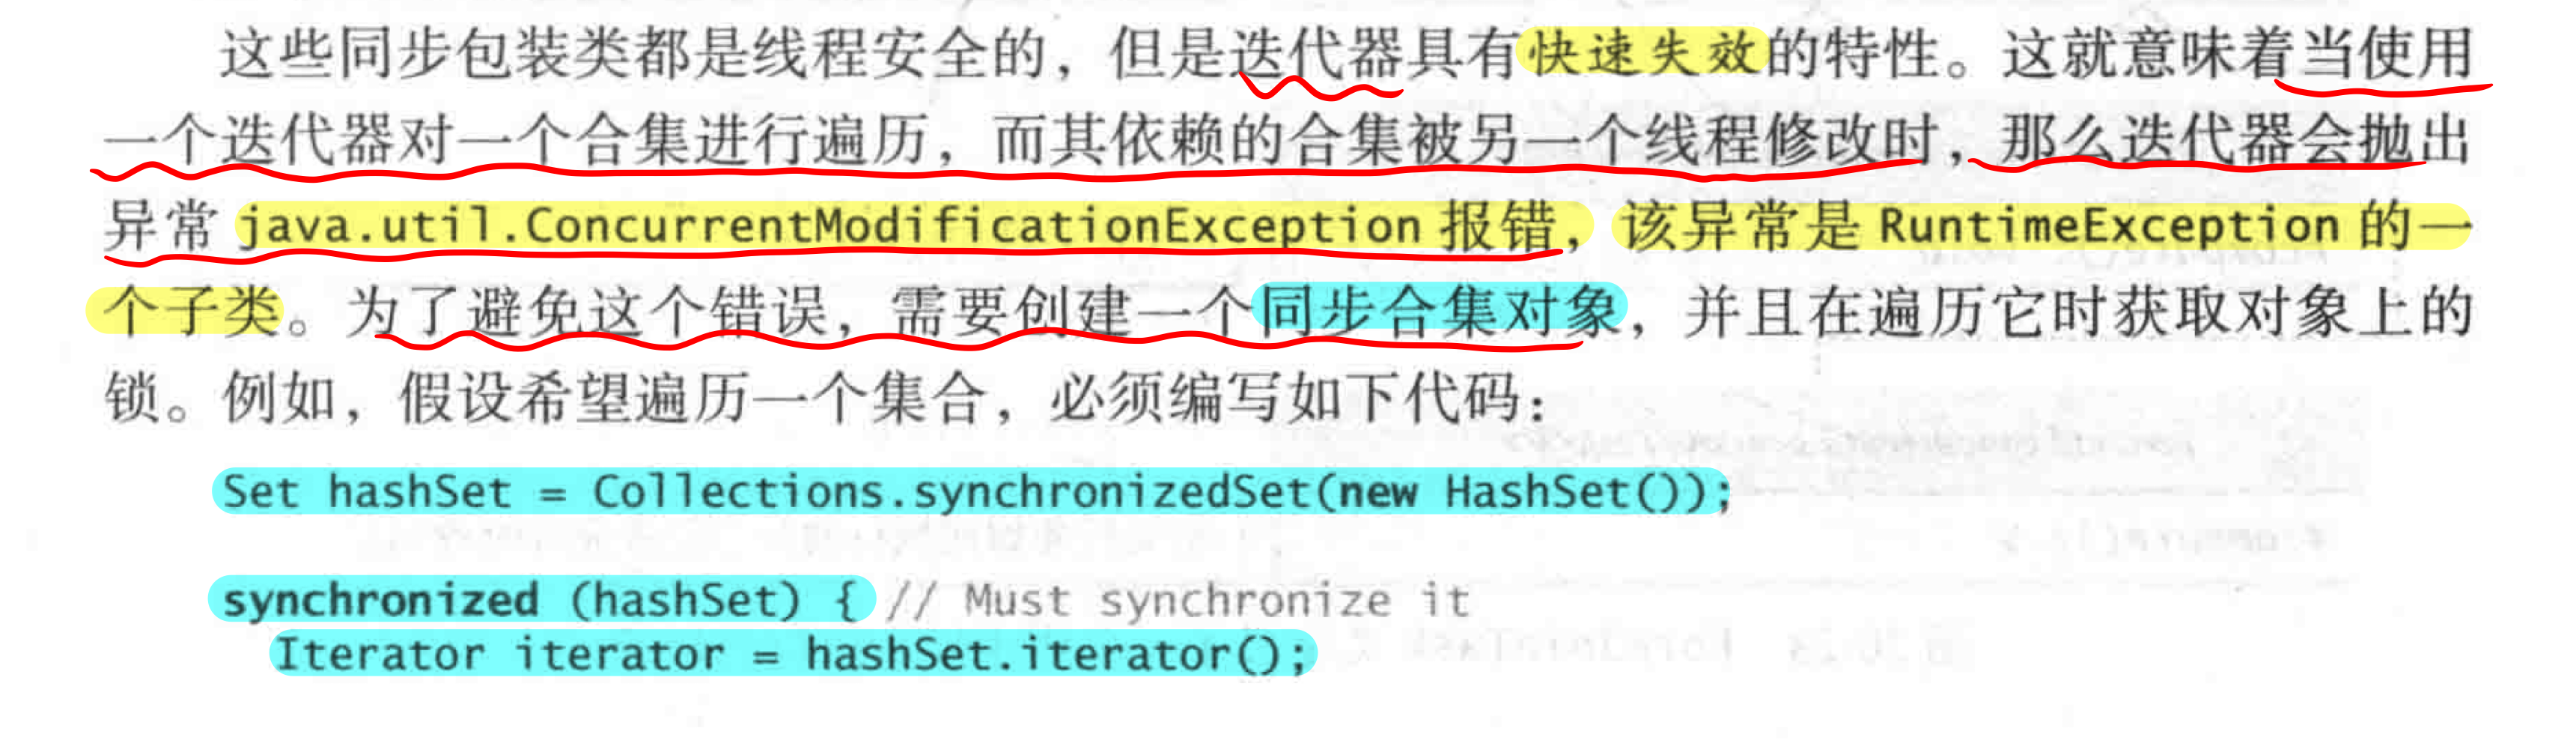 这些同步包装类都是线程安全的，但是迭代器具有快速失效的特性。这就意味着当使用
一个迭代器对一个合集进行遍历，而其依赖的合集被另一个线程修改时，那么迭代器会抛出
异常 java.util.ConcurrentModificationException 报错，该异常是 RuntimeException 的一
个子类。为了避免这个错误，需要创建一个同步合集对象，并且在遍历它时获取对象上的
锁。例如，假设希望遍历一个集合，必须编写如下代码：
Set hashSet = Collections.synchronizedSet(new HashSet());
synchronized (hashSet) { // Must synchronize it
Iterator iterator = hashSet.iterator();